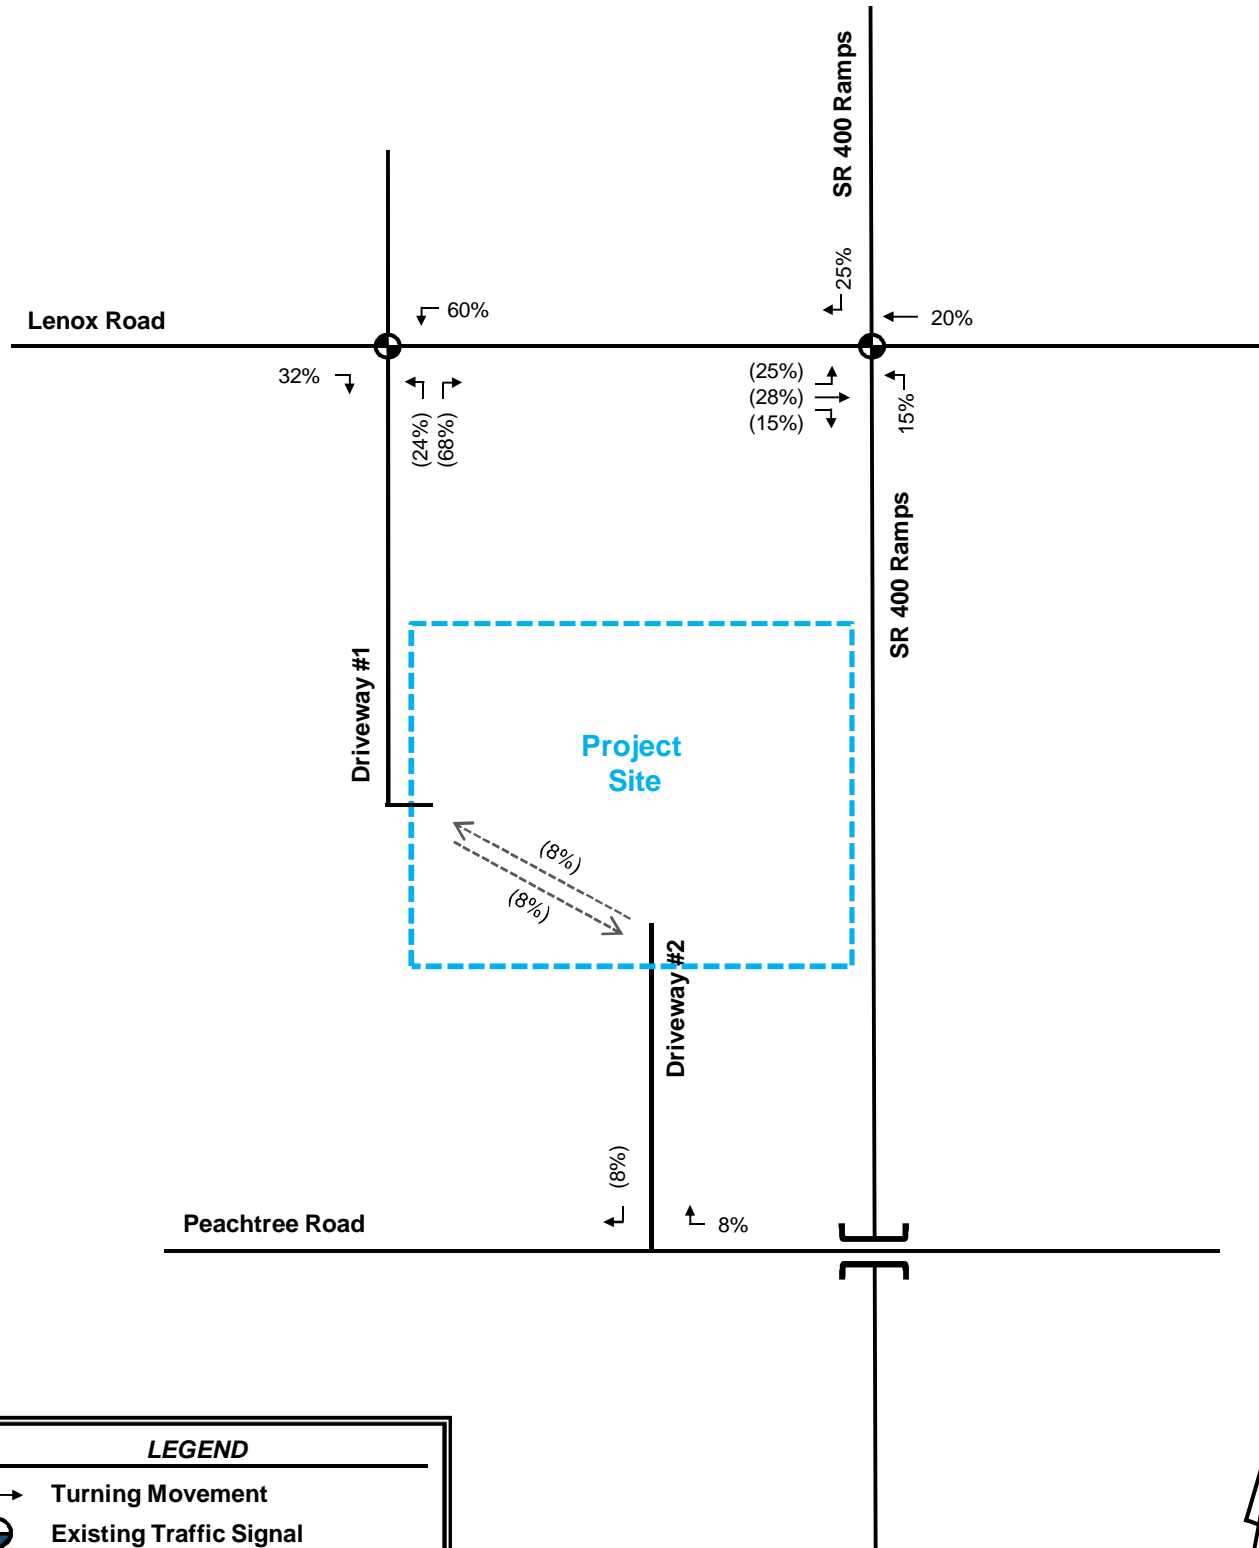 SR 400 Ramps
25%
60%
20%
Lenox Road
32%
(24%)
(68%)
(25%)
(28%)
(15%)
15%
SR 400 Ramps
Driveway #1
Project
Site
(8%)
(8%)
Driveway #2
(8%)
8%
Peachtree Road
LEGEND
Turning Movement
Existing Traffic Signal